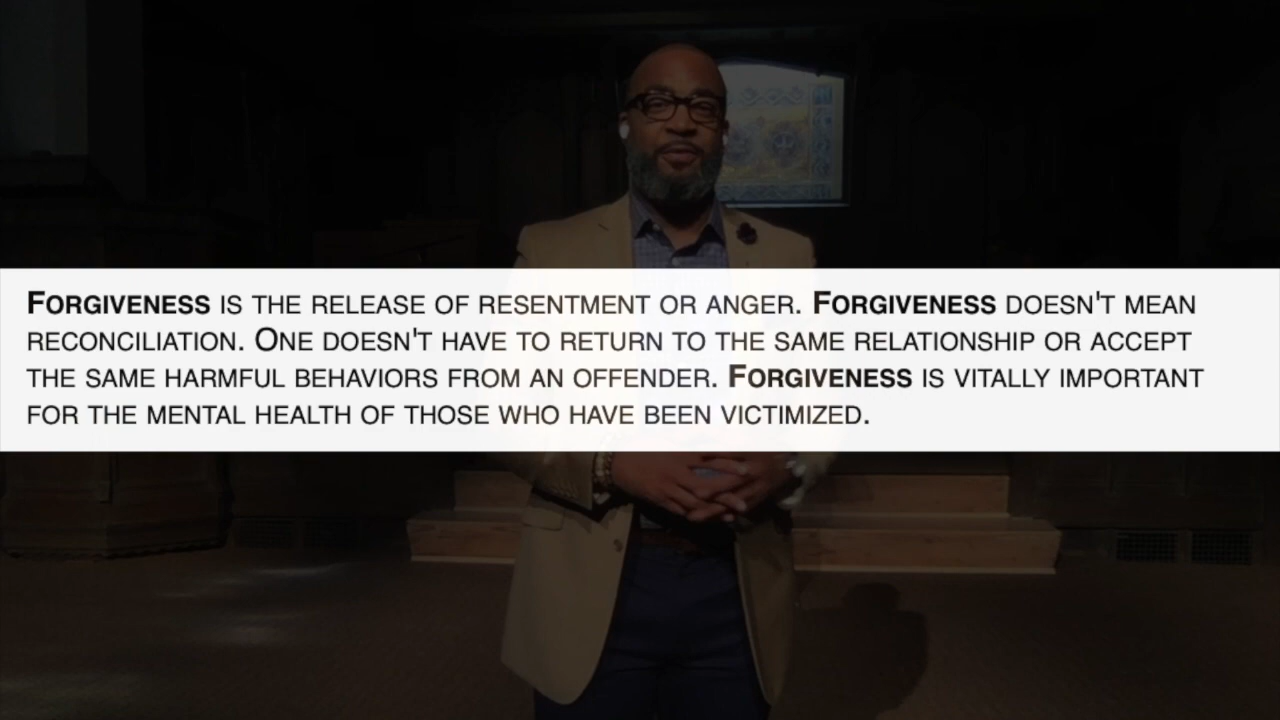 Forgiveness is the release of resentment or anger. Forgiveness doesn't mean
reconciliation. One doesn't have to return to the same relationship or accept
the same harmful behaviors from an offender. Forgiveness is vitally important
for the mental health of those who have been victimized.